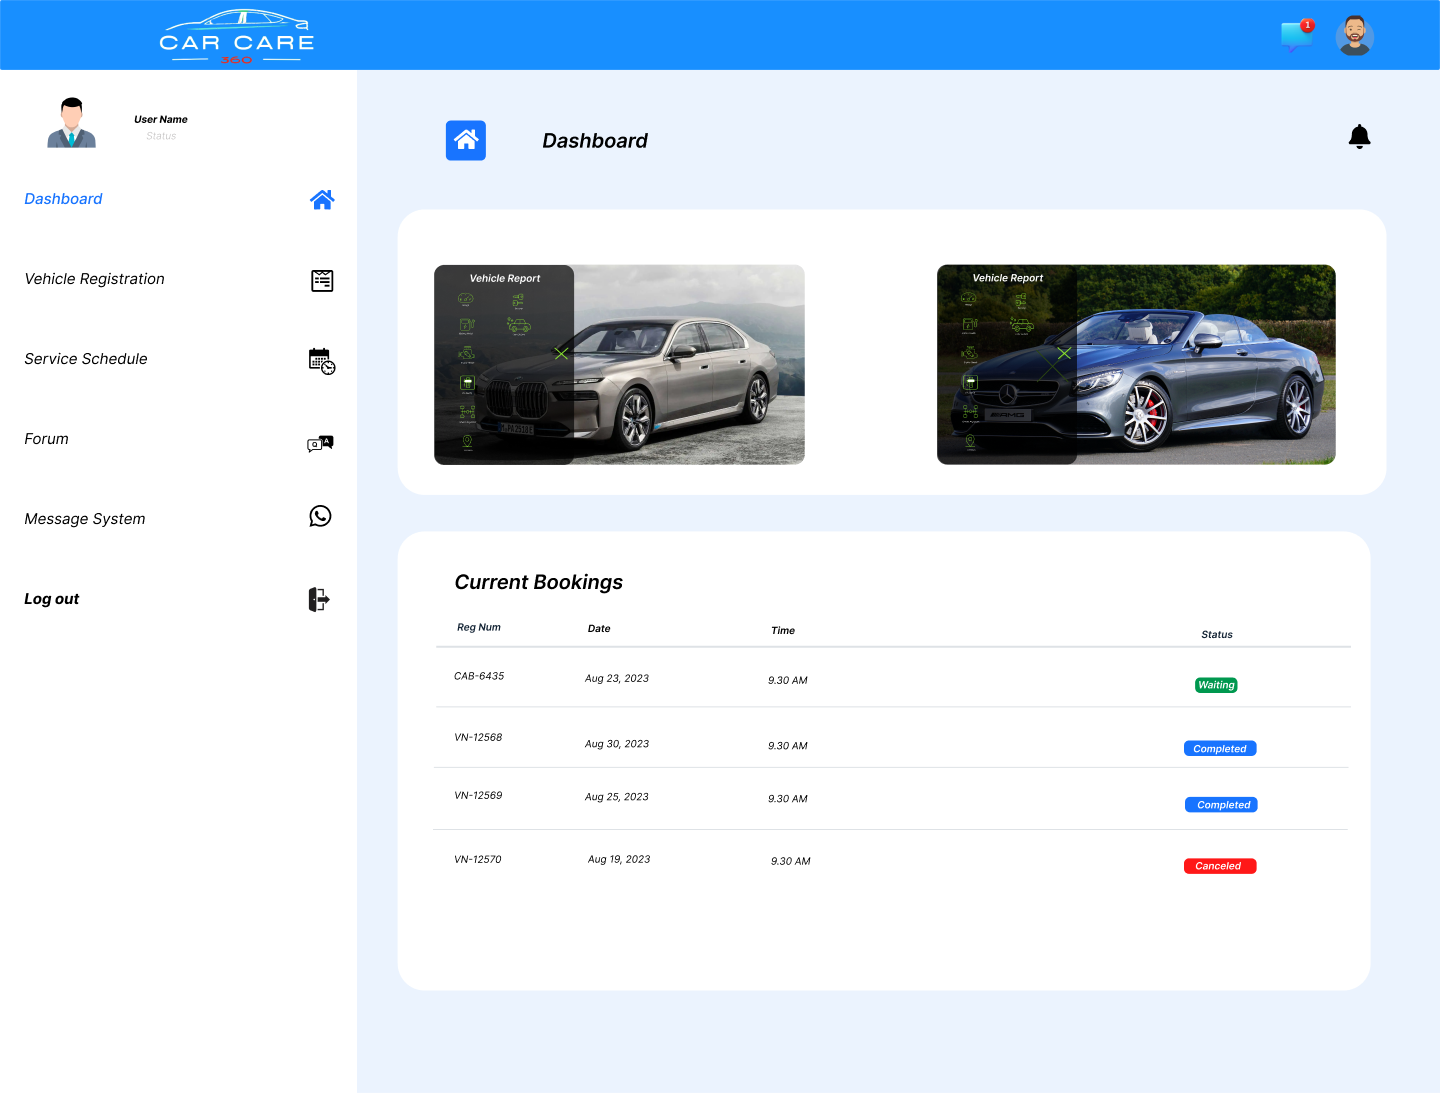 CAR CARE
360
1
User Name
Status
Dashboard
Vehicle Registration
Service Schedule
Forum
Message System
Log out
Dashboard
Vehicle Report
Vehicle Report
AMG
Current Bookings
Reg Num Date Time Status
CAB-6435 Aug 23, 2023 9.30 AM Waiting
VN-12568 Aug 30, 2023 9.30 AM Completed
VN-12569 Aug 25, 2023 9.30 AM Completed
VN-12570 Aug 19, 2023 9.30 AM Canceled